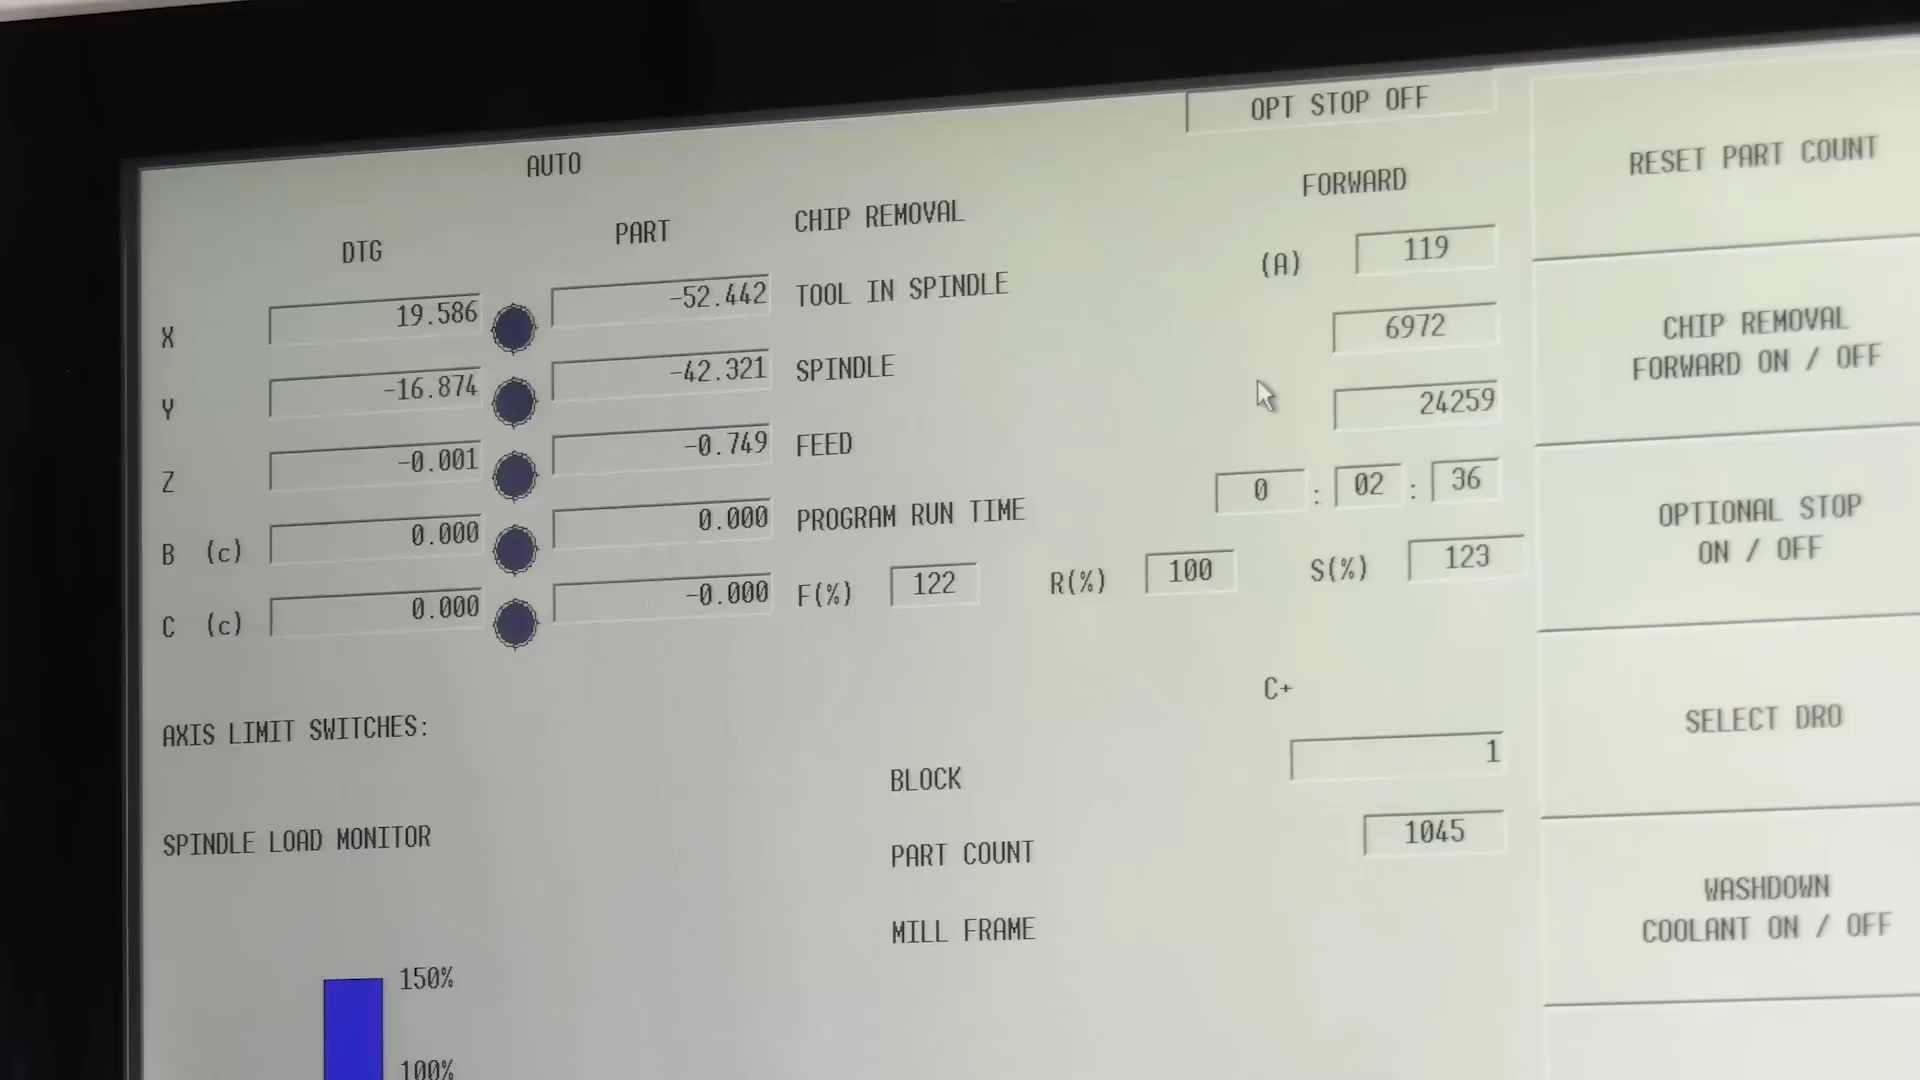 OPT STOP OFF
AUTO
FORWARD
DTG
PART
CHIP REMOVAL
X 19.586 -52.442 TOOL IN SPINDLE (A) 119
Y -16.874 -42.321 SPINDLE 6972
Z -0.001 -0.749 FEED 24259
B (c) 0.000 0.000 PROGRAM RUN TIME 0 : 02 : 36
C (c) 0.000 -0.000 F(%) 122 R(%) 100 S(%) 123
C+
AXIS LIMIT SWITCHES:
BLOCK 1
SPINDLE LOAD MONITOR
PART COUNT 1045
MILL FRAME
150%
100%
RESET PART COUNT
CHIP REMOVAL
FORWARD ON / OFF
OPTIONAL STOP
ON / OFF
SELECT DRO
WASHDOWN
COOLANT ON / OFF